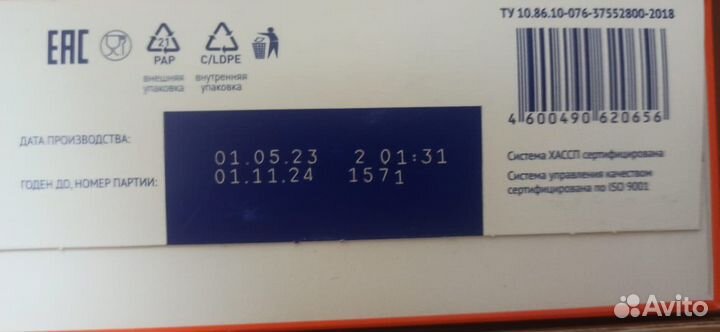 ТУ 10.86.10-076-37552800-2018
EAC
21
PAP
C/LDPE
внешняя
упаковка
внутренняя
упаковка
4 600490 620656
ДАТА ПРОИЗВОДСТВА:
01.05.23 2 01:31
ГОДЕН ДО, НОМЕР ПАРТИИ:
01.11.24 1571
Система ХАССП сертифицирована
Система управления качеством
сертифицирована по ISO 9001
Avito